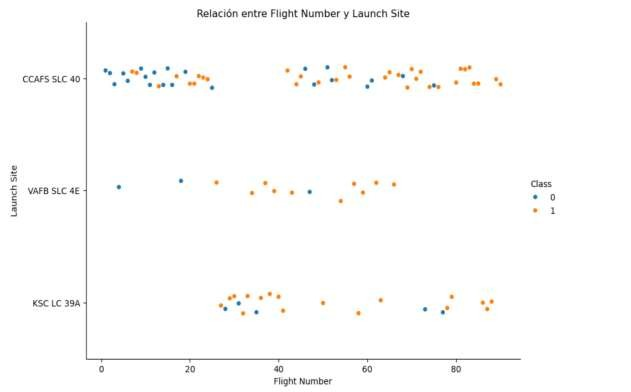 Relación entre Flight Number y Launch Site
CCAFS SLC 40
VAFB SLC 4E
KSC LC 39A
Launch Site
0 20 40 60 80
Flight Number
Class
0
1